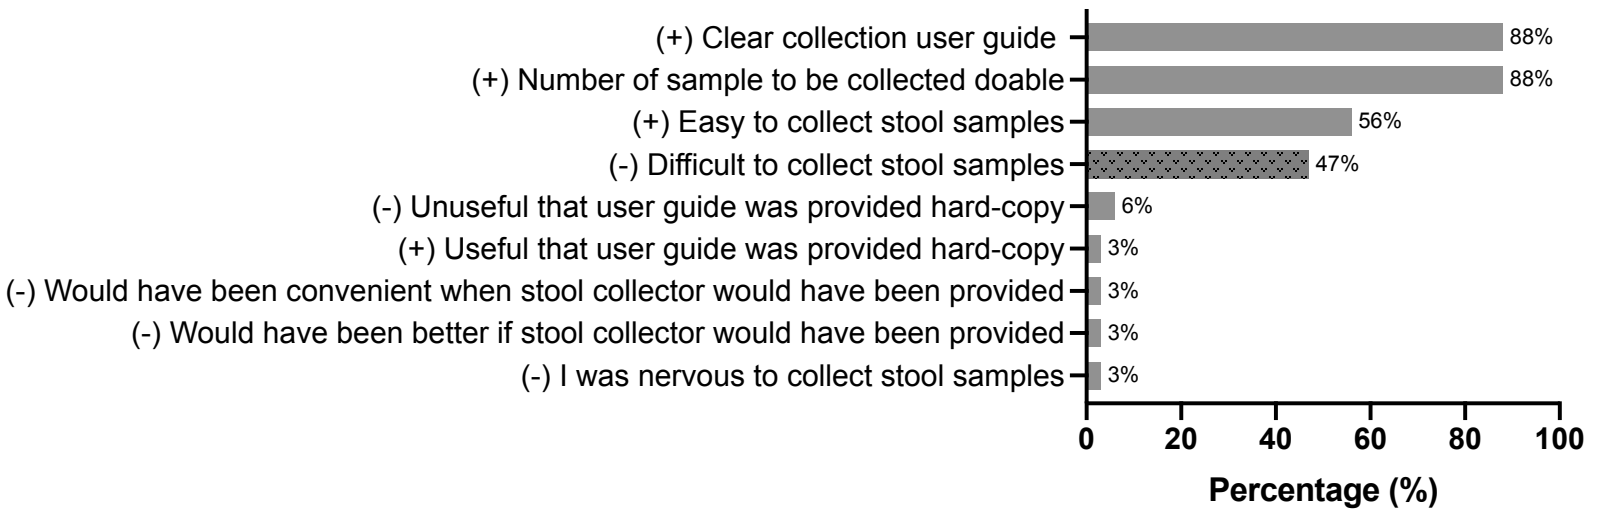 (+) Clear collection user guide 88%
(+) Number of sample to be collected doable 88%
(+) Easy to collect stool samples 56%
(-) Difficult to collect stool samples 47%
(-) Unuseful that user guide was provided hard-copy 6%
(+) Useful that user guide was provided hard-copy 3%
(-) Would have been convenient when stool collector would have been provided 3%
(-) Would have been better if stool collector would have been provided 3%
(-) I was nervous to collect stool samples 3%
0 20 40 60 80 100
Percentage (%)